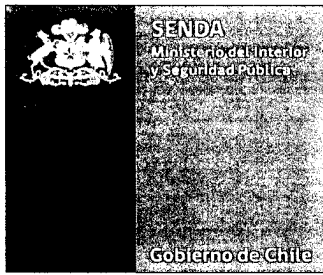 SENDA
Ministerio del Interior
y Seguridad Pública
Gobierno de Chile